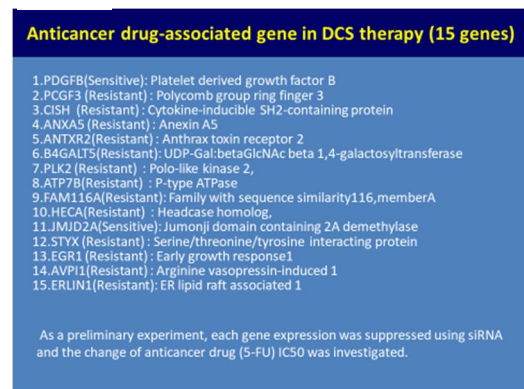 Anticancer drug-associated gene in DCS therapy (15 genes)
1.PDGFB(Sensitive): Platelet derived growth factor B
2.PCGF3 (Resistant) : Polycomb group ring finger 3
3.CISH (Resistant) : Cytokine-inducible SH2-containing protein
4.ANXA5 (Resistant) : Anexin A5
5.ANTXR2(Resistant) : Anthrax toxin receptor 2
6.B4GALT5(Resistant): UDP-Gal:betaGlcNAc beta 1,4-galactosyltransferase
7.PLK2 (Resistant) : Polo-like kinase 2,
8.ATP7B(Resistant) : P-type ATPase
9.FAM116A(Resistant) : Family with sequence similarity116,memberA
10.HECA(Resistant) : Headcase homolog,
11.JMJD2A(Sensitive): Jumonji domain containing 2A demethylase
12.STYX (Resistant) : Serine/threonine/tyrosine interacting protein
13.EGR1 (Resistant) : Early growth response1
14.AVPI1(Resistant) : Arginine vasopressin-induced 1
15.ERLIN1(Resistant): ER lipid raft associated 1
As a preliminary experiment, each gene expression was suppressed using siRNA
and the change of anticancer drug (5-FU) IC50 was investigated.